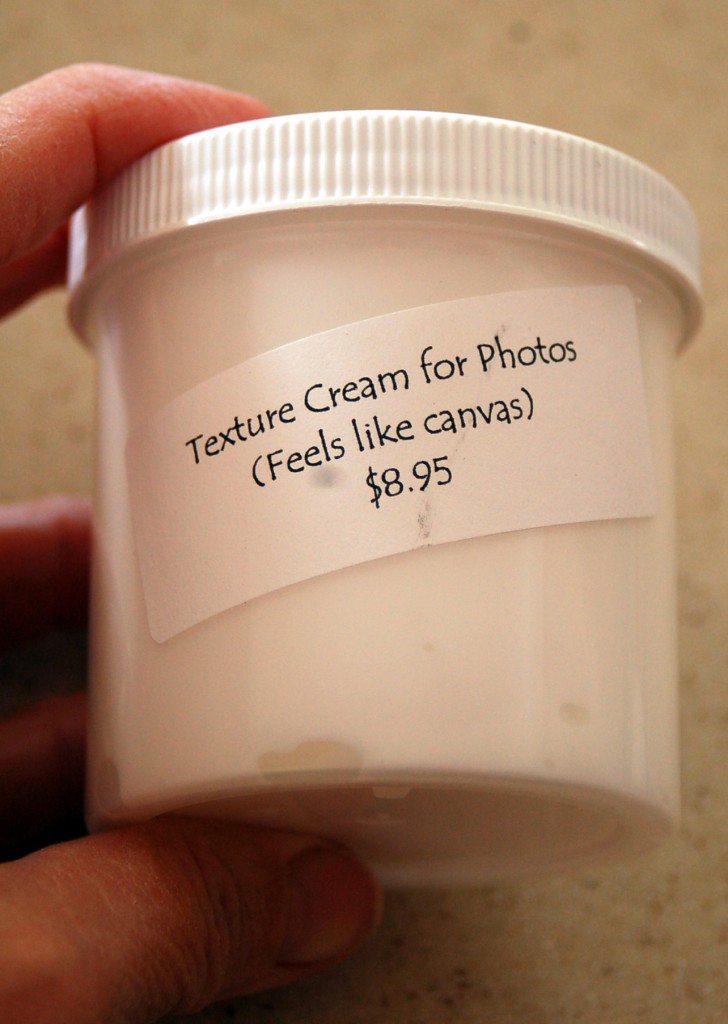 Texture Cream for Photos
(Feels like canvas)
$8.95